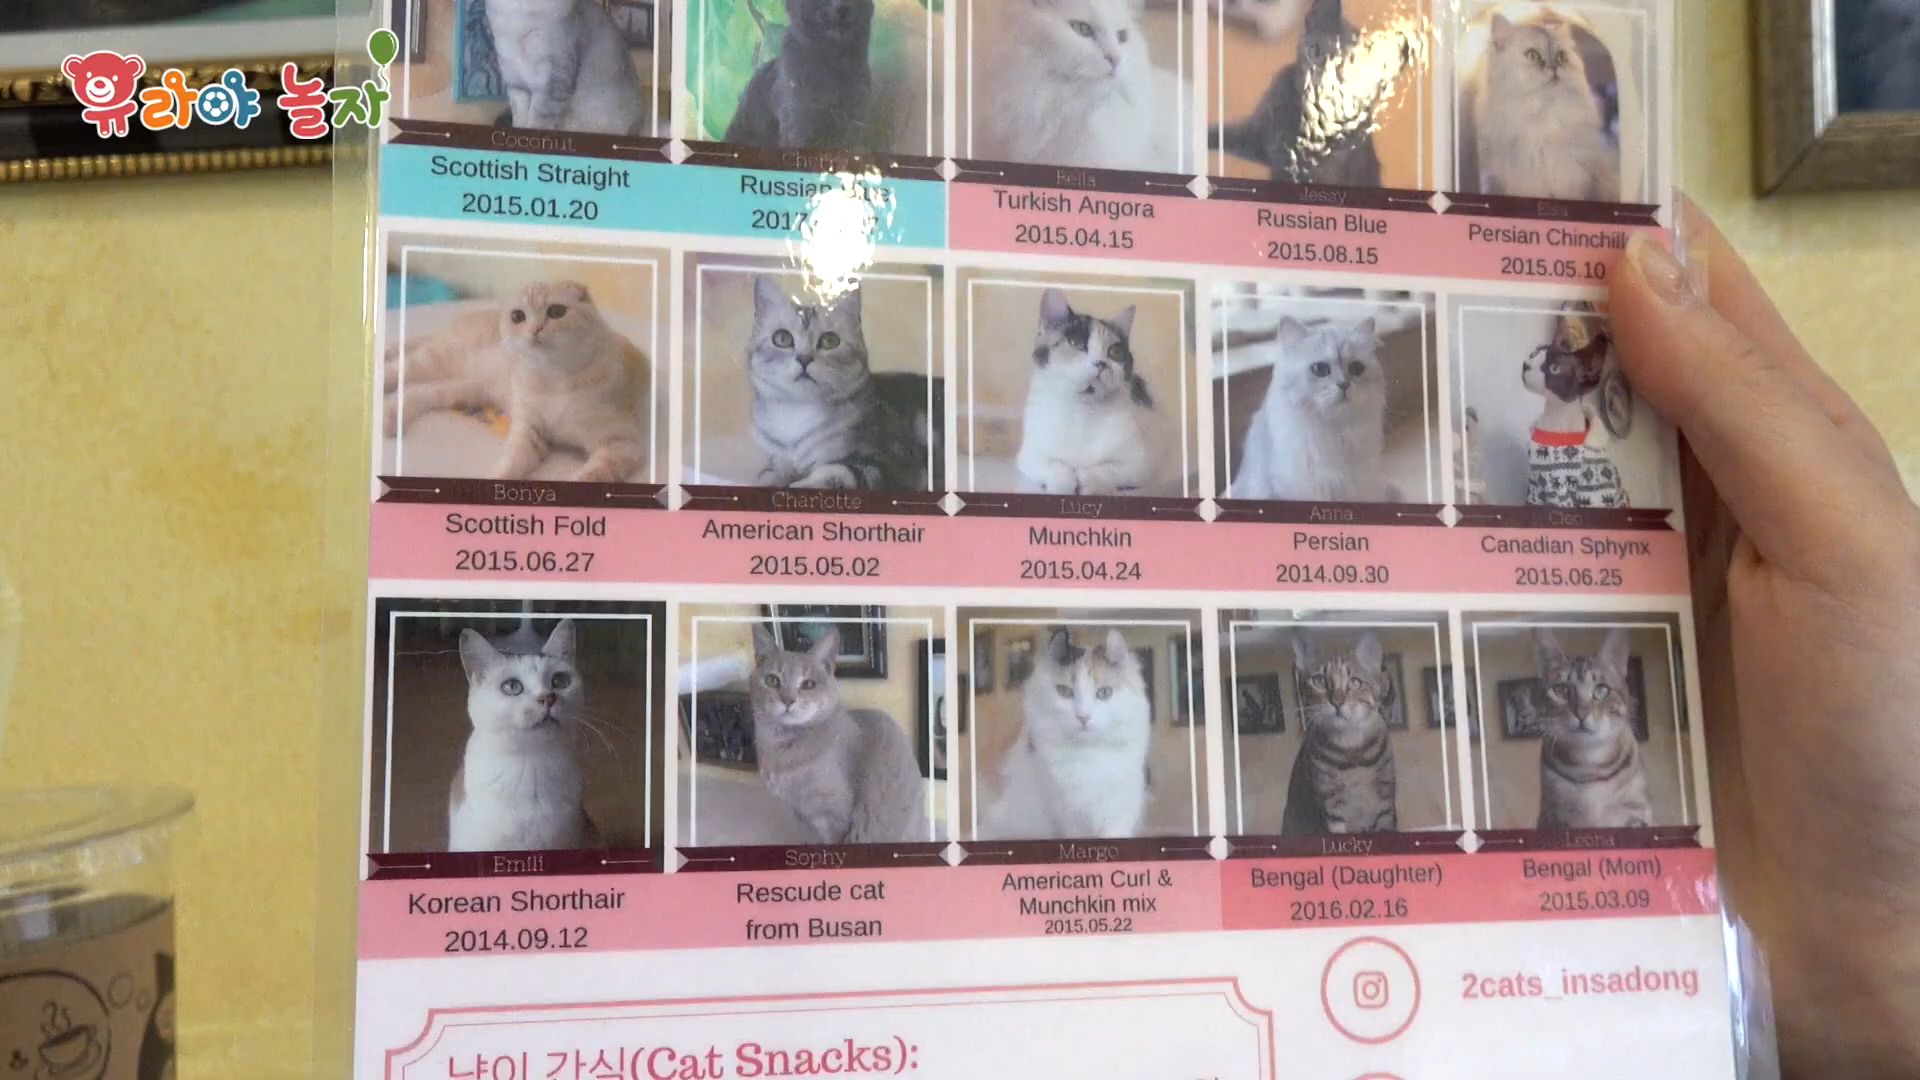 유라야 놀자
Coconut
Scottish Straight
2015.01.20
Cherry
Russian
Bella
Turkish Angora
2015.04.15
Jessy
Russian Blue
2015.08.15
Elsa
Persian Chinchill
2015.05.10
Bonya
Scottish Fold
2015.06.27
Charlotte
American Shorthair
2015.05.02
Lucy
Munchkin
2015.04.24
Anna
Persian
2014.09.30
Cleo
Canadian Sphynx
2015.06.25
Emili
Korean Shorthair
2014.09.12
Sophy
Rescude cat
from Busan
Margo
Americam Curl &
Munchkin mix
2015.05.22
Lucky
Bengal (Daughter)
2016.02.16
Leona
Bengal (Mom)
2015.03.09
2cats_insadong
냥이 간식(Cat Snacks):